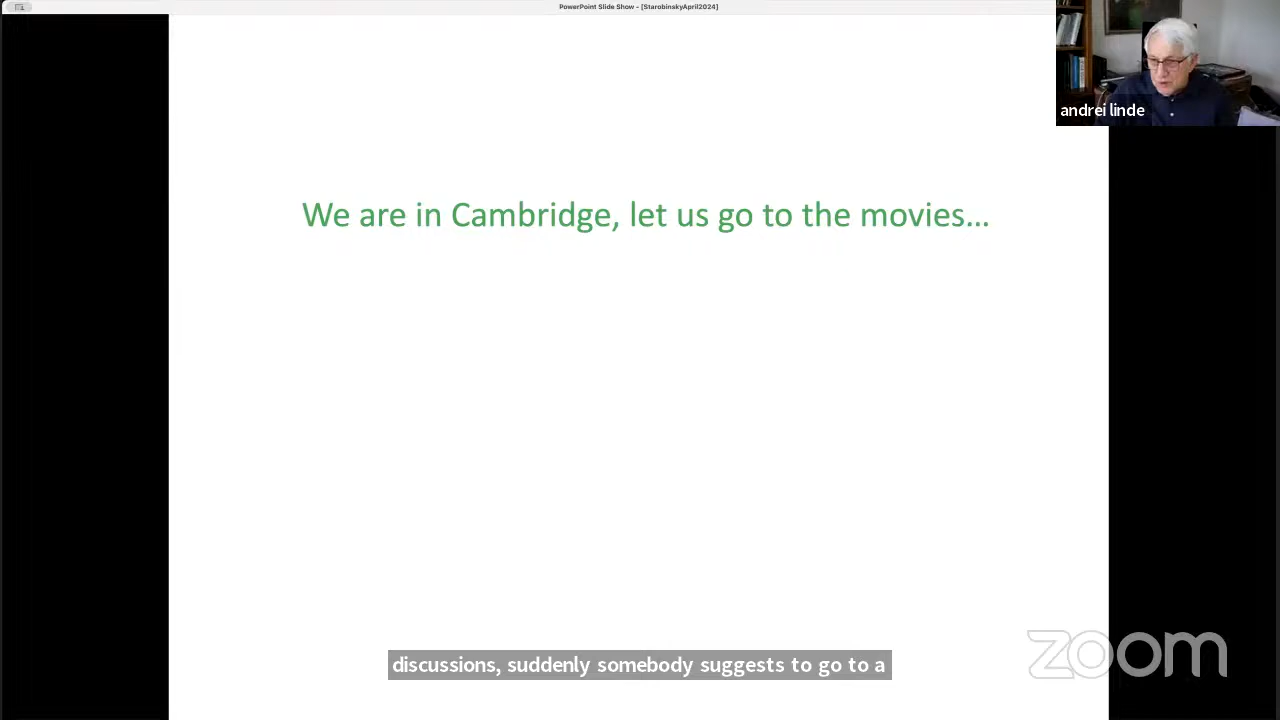 PowerPoint Slide Show - [StarobinskyApril2024]
andrei linde
We are in Cambridge, let us go to the movies...
discussions, suddenly somebody suggests to go to a
zoom